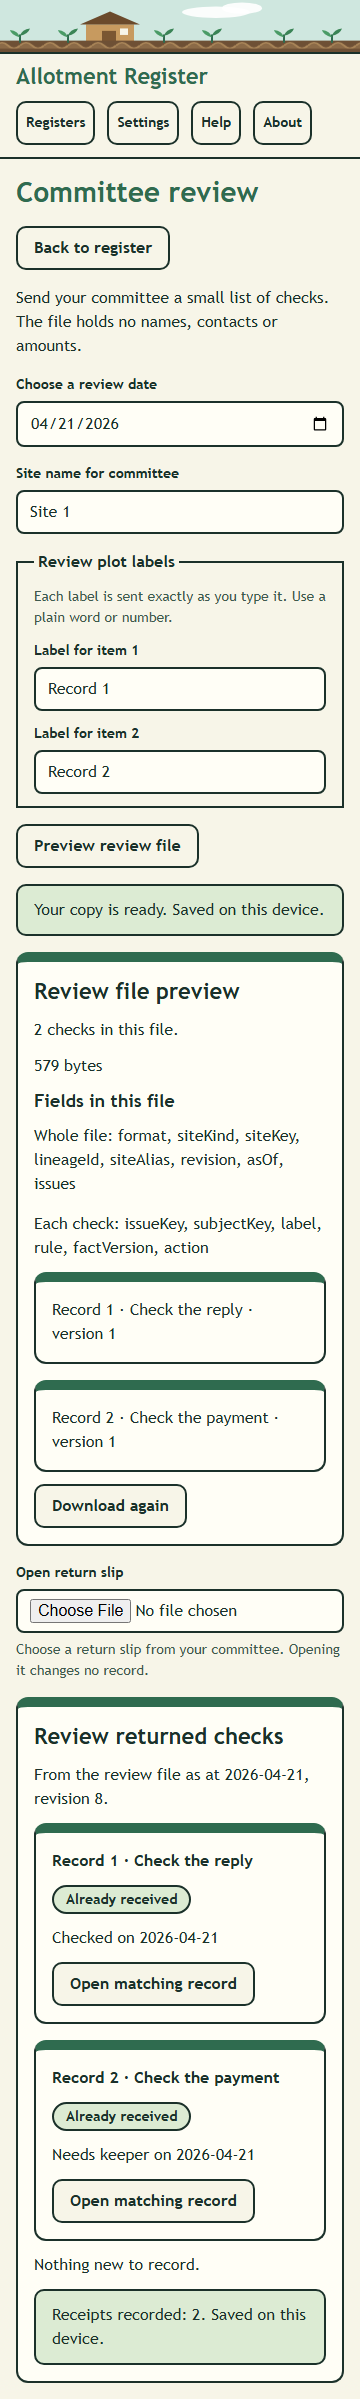 Allotment Register
Registers
Settings
Help
About
Committee review
Back to register
Send your committee a small list of checks.
The file holds no names, contacts or
amounts.
Choose a review date
04/21/2026
Site name for committee
Site 1
Review plot labels
Each label is sent exactly as you type it. Use a
plain word or number.
Label for item 1
Record 1
Label for item 2
Record 2
Preview review file
Your copy is ready. Saved on this device.
Review file preview
2 checks in this file.
579 bytes
Fields in this file
Whole file: format, siteKind, siteKey,
lineageId, siteAlias, revision, asOf,
issues
Each check: issueKey, subjectKey, label,
rule, factVersion, action
Record 1 · Check the reply ·
version 1
Record 2 · Check the payment ·
version 1
Download again
Open return slip
Choose File No file chosen
Choose a return slip from your committee. Opening
it changes no record.
Review returned checks
From the review file as at 2026-04-21,
revision 8.
Record 1 · Check the reply
Already received
Checked on 2026-04-21
Open matching record
Record 2 · Check the payment
Already received
Needs keeper on 2026-04-21
Open matching record
Nothing new to record.
Receipts recorded: 2. Saved on this
device.